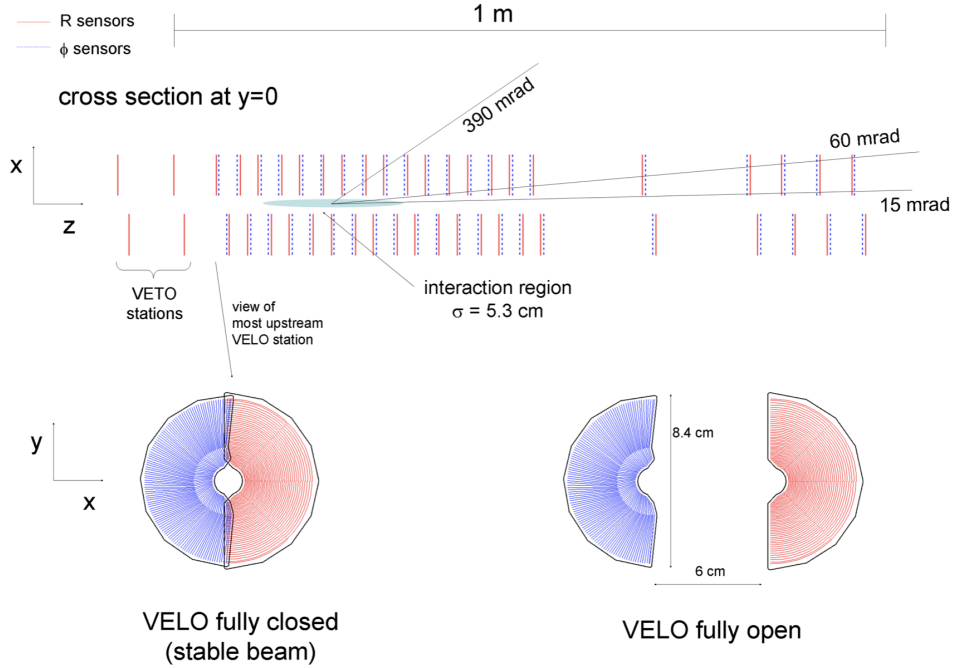 R sensors
1 m
ϕ sensors
cross section at y=0
390 mrad
60 mrad
x
15 mrad
z
VETO
stations
interaction region
σ = 5.3 cm
view of
most upstream
VELO station
y
x
8.4 cm
6 cm
VELO fully closed
(stable beam)
VELO fully open